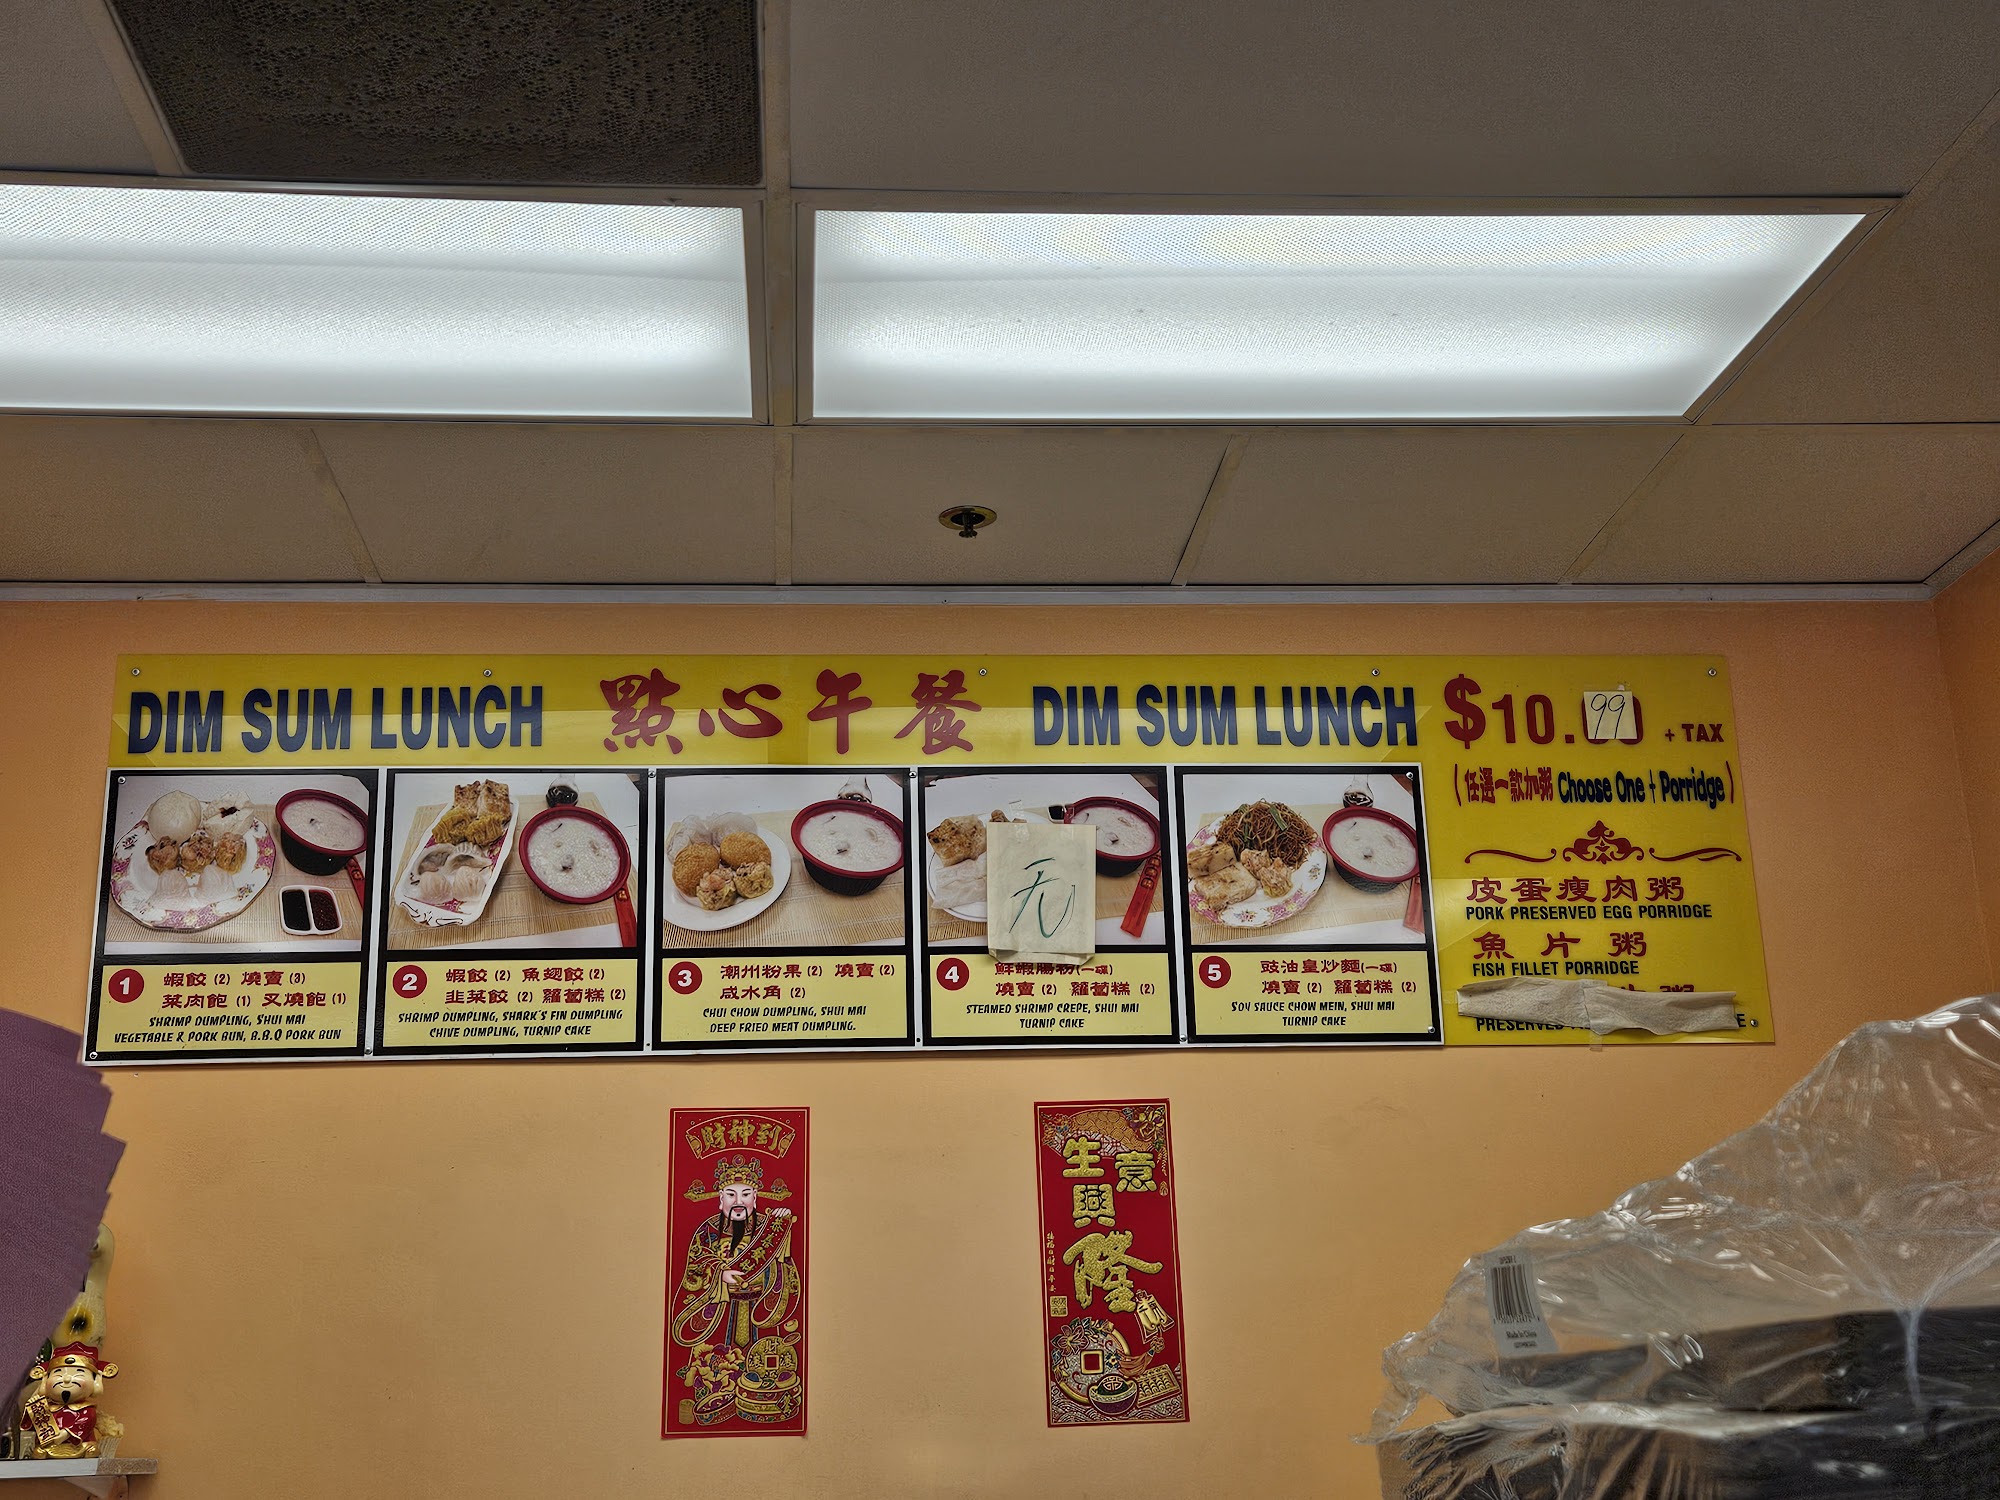 DIM SUM LUNCH 點心午餐 DIM SUM LUNCH $10.99 + TAX
(任選一款加粥 Choose One + Porridge)
1 蝦餃 (2) 燒賣 (3)
菜肉飽 (1) 叉燒飽 (1)
SHRIMP DUMPLING, SHUI MAI
VEGETABLE & PORK BUN, B.B.Q PORK BUN
2 蝦餃 (2) 魚翅餃 (2)
韭菜餃 (2) 蘿蔔糕 (2)
SHRIMP DUMPLING, SHARK'S FIN DUMPLING
CHIVE DUMPLING, TURNIP CAKE
3 潮州粉果 (2) 燒賣 (2)
咸水角 (2)
CHUI CHOW DUMPLING, SHUI MAI
DEEP FRIED MEAT DUMPLING.
无
4 鮮蝦腸粉(一碟)
燒賣 (2) 蘿蔔糕 (2)
STEAMED SHRIMP CREPE, SHUI MAI
TURNIP CAKE
5 豉油皇炒麵(一碟)
燒賣 (2) 蘿蔔糕 (2)
SOY SAUCE CHOW MEIN, SHUI MAI
TURNIP CAKE
皮蛋瘦肉粥
PORK PRESERVED EGG PORRIDGE
魚片粥
FISH FILLET PORRIDGE
PRESERVED
財神到
生意
興
隆
Made In China